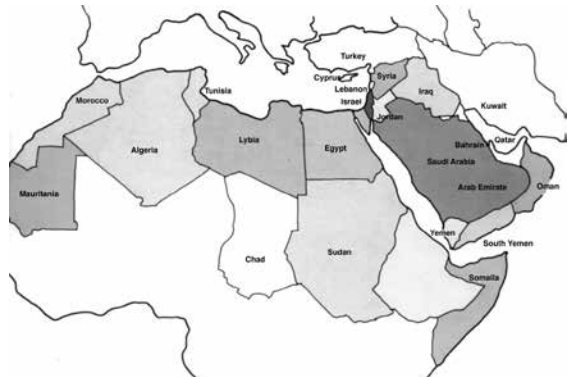 Turkey
Cyprus
Syria
Lebanon
Israel
Iraq
Jordan
Kuwait
Tunisia
Morocco
Algeria
Lybia
Egypt
Bahrain
Qatar
Saudi Arabia
Arab Emirate
Oman
Mauritania
Chad
Sudan
Yemen
South Yemen
Somaila